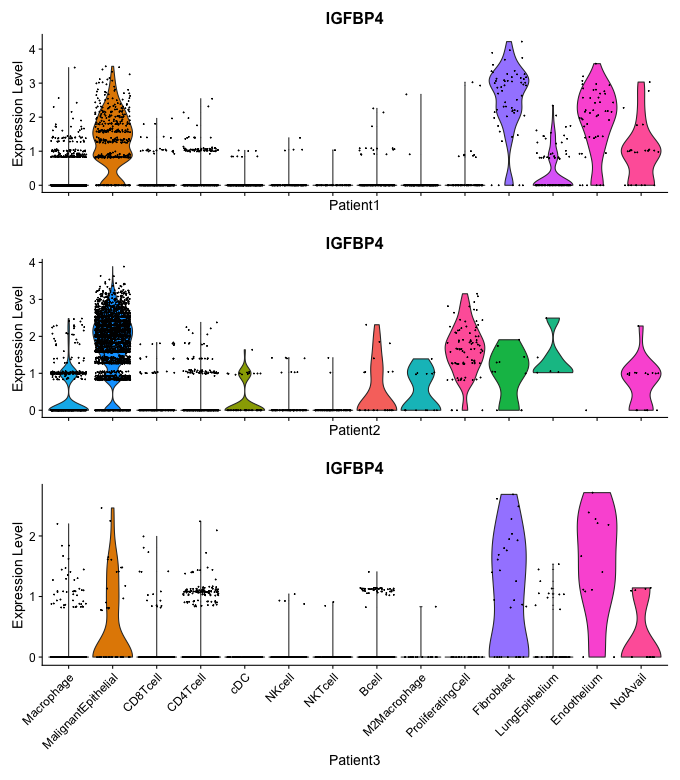 IGFBP4
Expression Level
4
3
2
1
0
Patient1
IGFBP4
Expression Level
4
3
2
1
0
Patient2
IGFBP4
Expression Level
2
1
0
Macrophage
MalignantEpithelial
CD8Tcell
CD4Tcell
cDC
NKcell
NKTcell
Bcell
M2Macrophage
ProliferatingCell
Fibroblast
LungEpithelium
Endothelium
NotAvail
Patient3